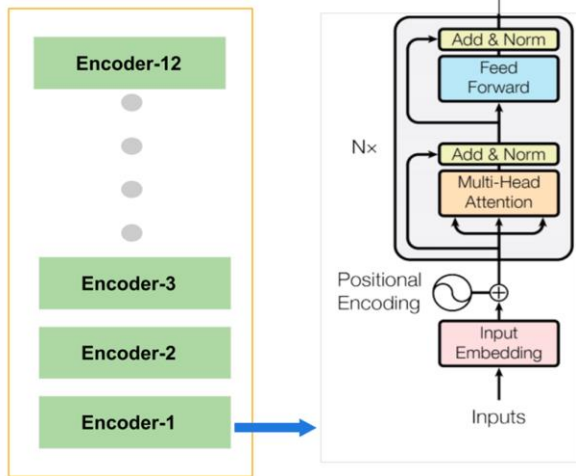 Encoder-12
Encoder-3
Encoder-2
Encoder-1
Add & Norm
Feed
Forward
Nx
Add & Norm
Multi-Head
Attention
Positional
Encoding
Input
Embedding
Inputs